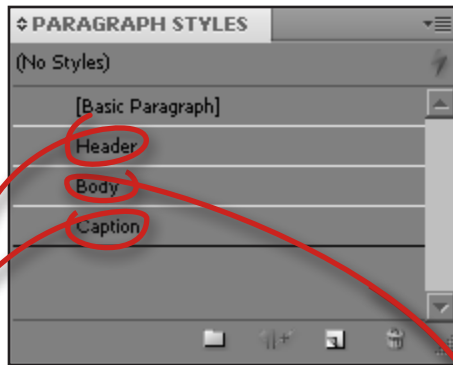 PARAGRAPH STYLES
(No Styles)
[Basic Paragraph]
Header
Body
Caption